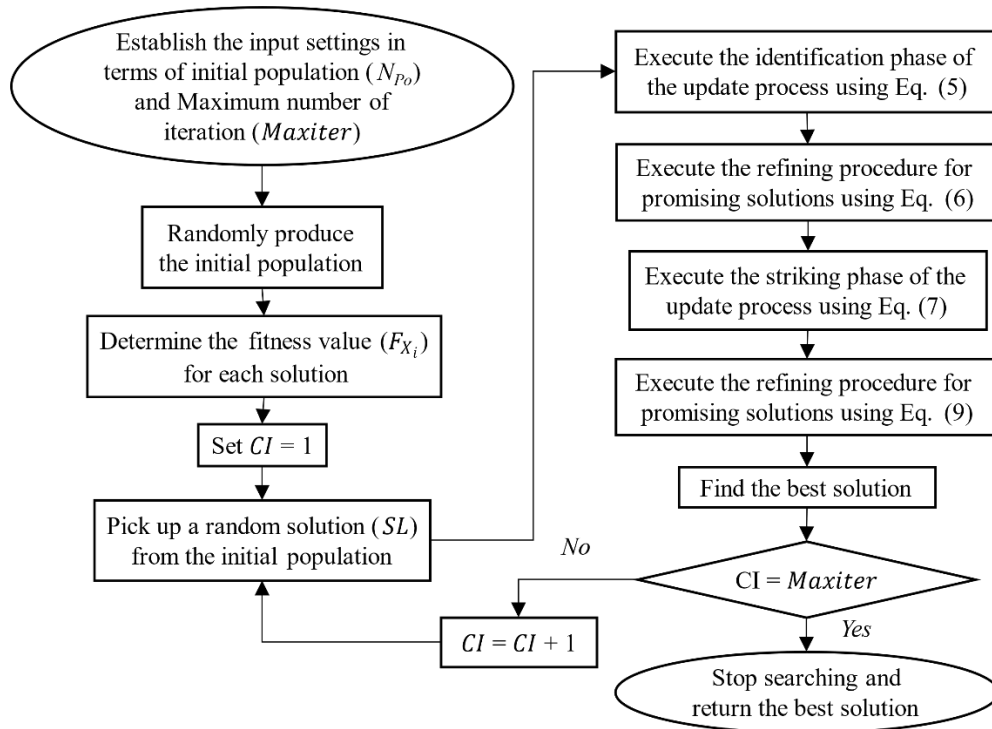 Establish the input settings in
terms of initial population (N_Po)
and Maximum number of
iteration (Maxiter)
Randomly produce
the initial population
Determine the fitness value (F_{X_i})
for each solution
Set CI = 1
Pick up a random solution (SL)
from the initial population
Execute the identification phase of
the update process using Eq. (5)
Execute the refining procedure for
promising solutions using Eq. (6)
Execute the striking phase of the
update process using Eq. (7)
Execute the refining procedure for
promising solutions using Eq. (9)
Find the best solution
CI = Maxiter
No
CI = CI + 1
Yes
Stop searching and
return the best solution